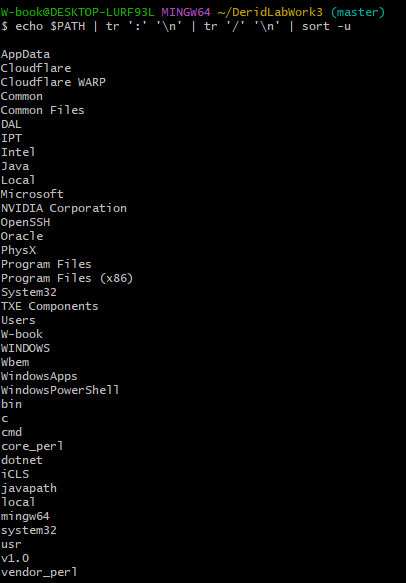 W-book@DESKTOP-LURF93L MINGW64 ~/DeridLabWork3 (master)
$ echo $PATH | tr ':' '\n' | tr '/' '\n' | sort -u

AppData
Cloudflare
Cloudflare WARP
Common
Common Files
DAL
IPT
Intel
Java
Local
Microsoft
NVIDIA Corporation
OpenSSH
Oracle
PhysX
Program Files
Program Files (x86)
System32
TXE Components
Users
W-book
WINDOWS
Wbem
WindowsApps
WindowsPowerShell
bin
c
cmd
core_perl
dotnet
iCLS
javapath
local
mingw64
system32
usr
v1.0
vendor_perl